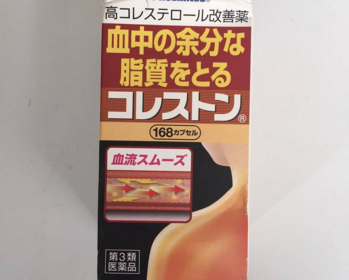 高コレステロール改善薬
血中の余分な
脂質をとる
コレストン®
168カプセル
血流スムーズ
第3類
医薬品